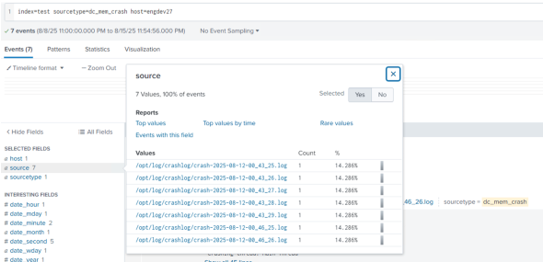 1 index=test sourcetype=dc_mem_crash host=engdev27
✓ 7 events (8/8/25 11:00:00.000 PM to 8/15/25 11:54:56.000 PM) No Event Sampling ▾
Events (7) Patterns Statistics Visualization
Timeline format ▾ − Zoom Out
source
7 Values, 100% of events Selected Yes No
Reports
Top values Top values by time Rare values
Events with this field
Values Count %
/opt/log/crashlog/crash-2025-08-12-08_43_25.log 1 14.286%
/opt/log/crashlog/crash-2025-08-12-08_43_26.log 1 14.286%
/opt/log/crashlog/crash-2025-08-12-08_43_27.log 1 14.286%
/opt/log/crashlog/crash-2025-08-12-08_43_28.log 1 14.286%
/opt/log/crashlog/crash-2025-08-12-08_43_29.log 1 14.286%
/opt/log/crashlog/crash-2025-08-12-08_46_25.log 1 14.286%
/opt/log/crashlog/crash-2025-08-12-08_46_26.log 1 14.286%
< Hide Fields All Fields
SELECTED FIELDS
a host 1
a source 7
a sourcetype 1
INTERESTING FIELDS
# date_hour 1
# date_mday 1
# date_minute 2
a date_month 1
# date_second 5
a date_wday 1
# date_year 1
46_26.log sourcetype = dc_mem_crash